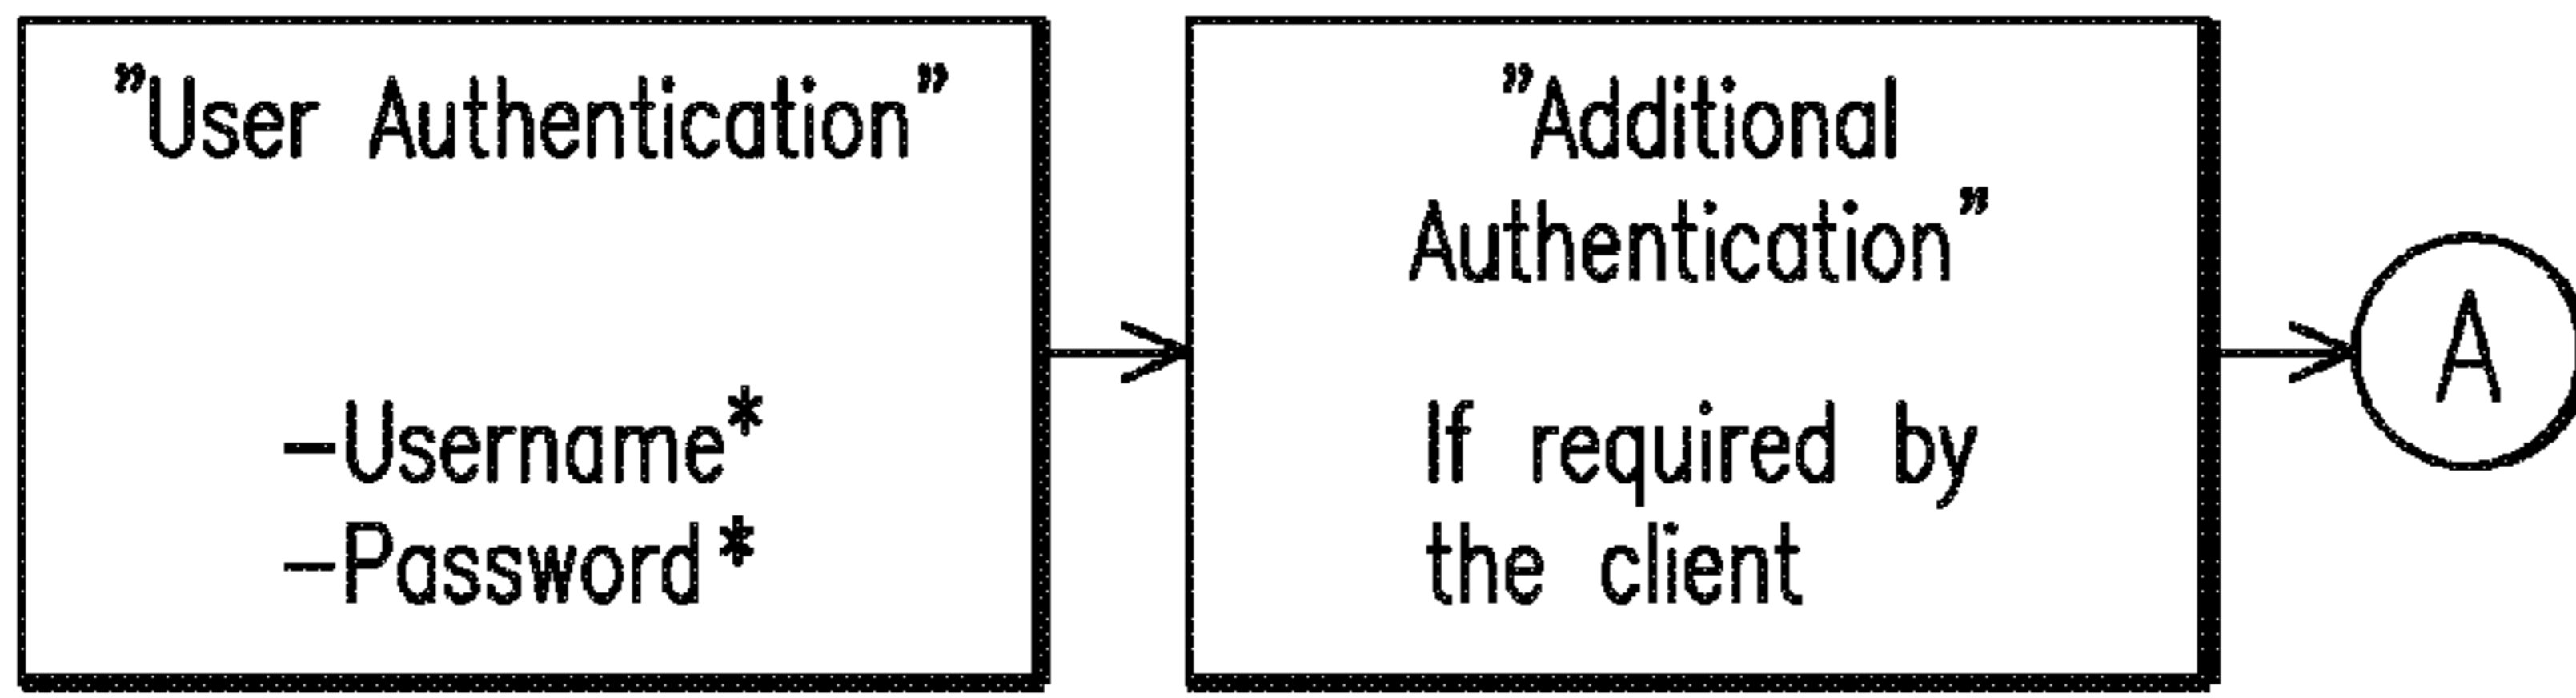 "User Authentication"
-Username*
-Password*
"Additional
Authentication"
If required by
the client
A